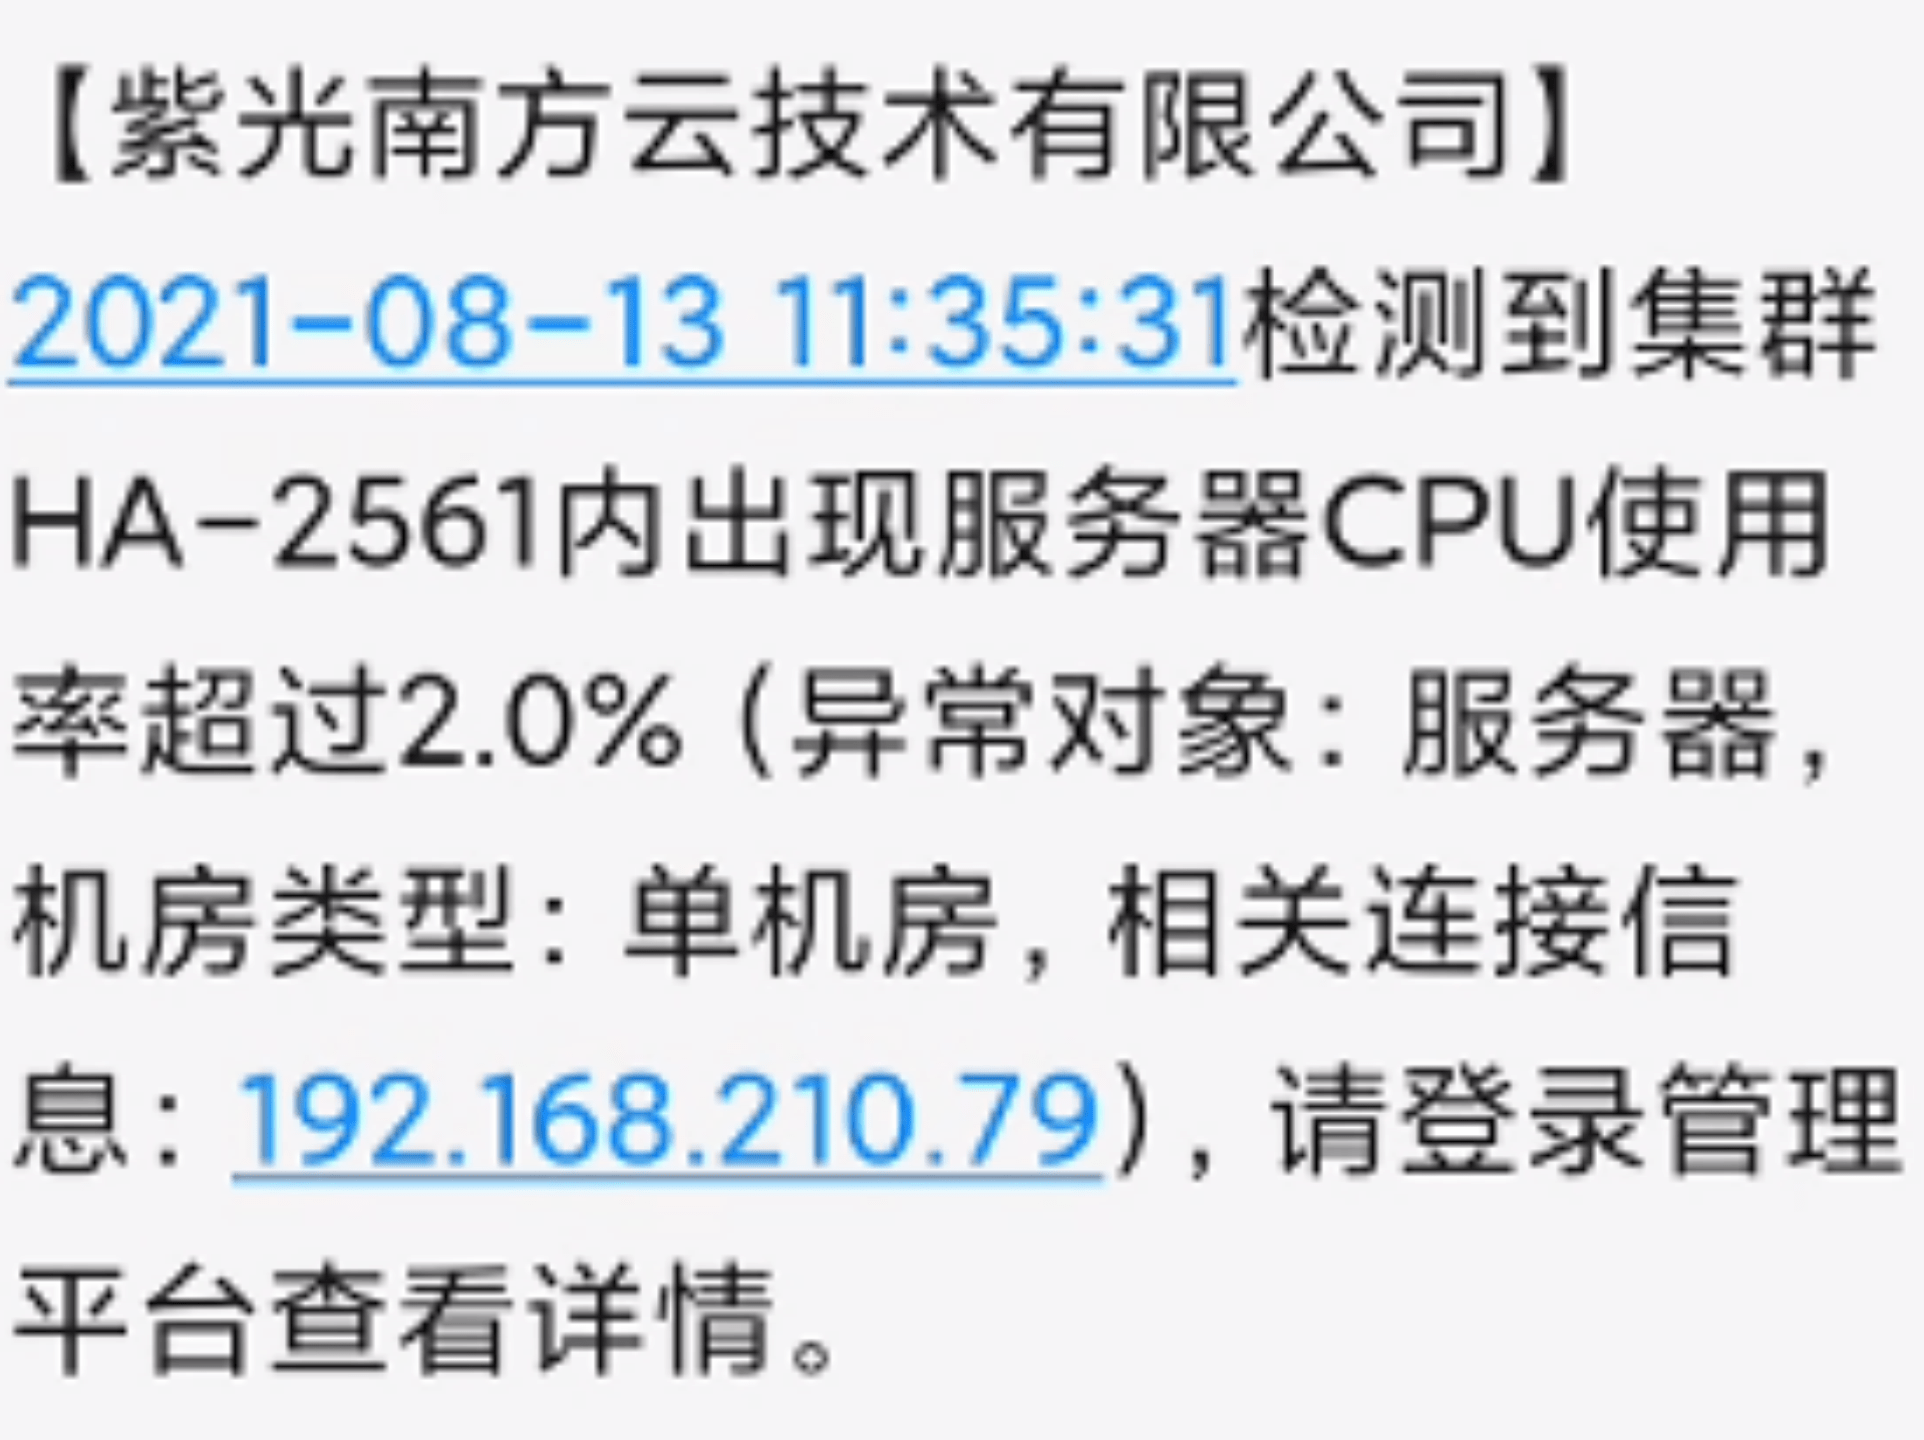 【紫光南方云技术有限公司】
2021-08-13 11:35:31检测到集群
HA-2561内出现服务器CPU使用
率超过2.0%（异常对象：服务器，
机房类型：单机房，相关连接信
息：192.168.210.79），请登录管理
平台查看详情。